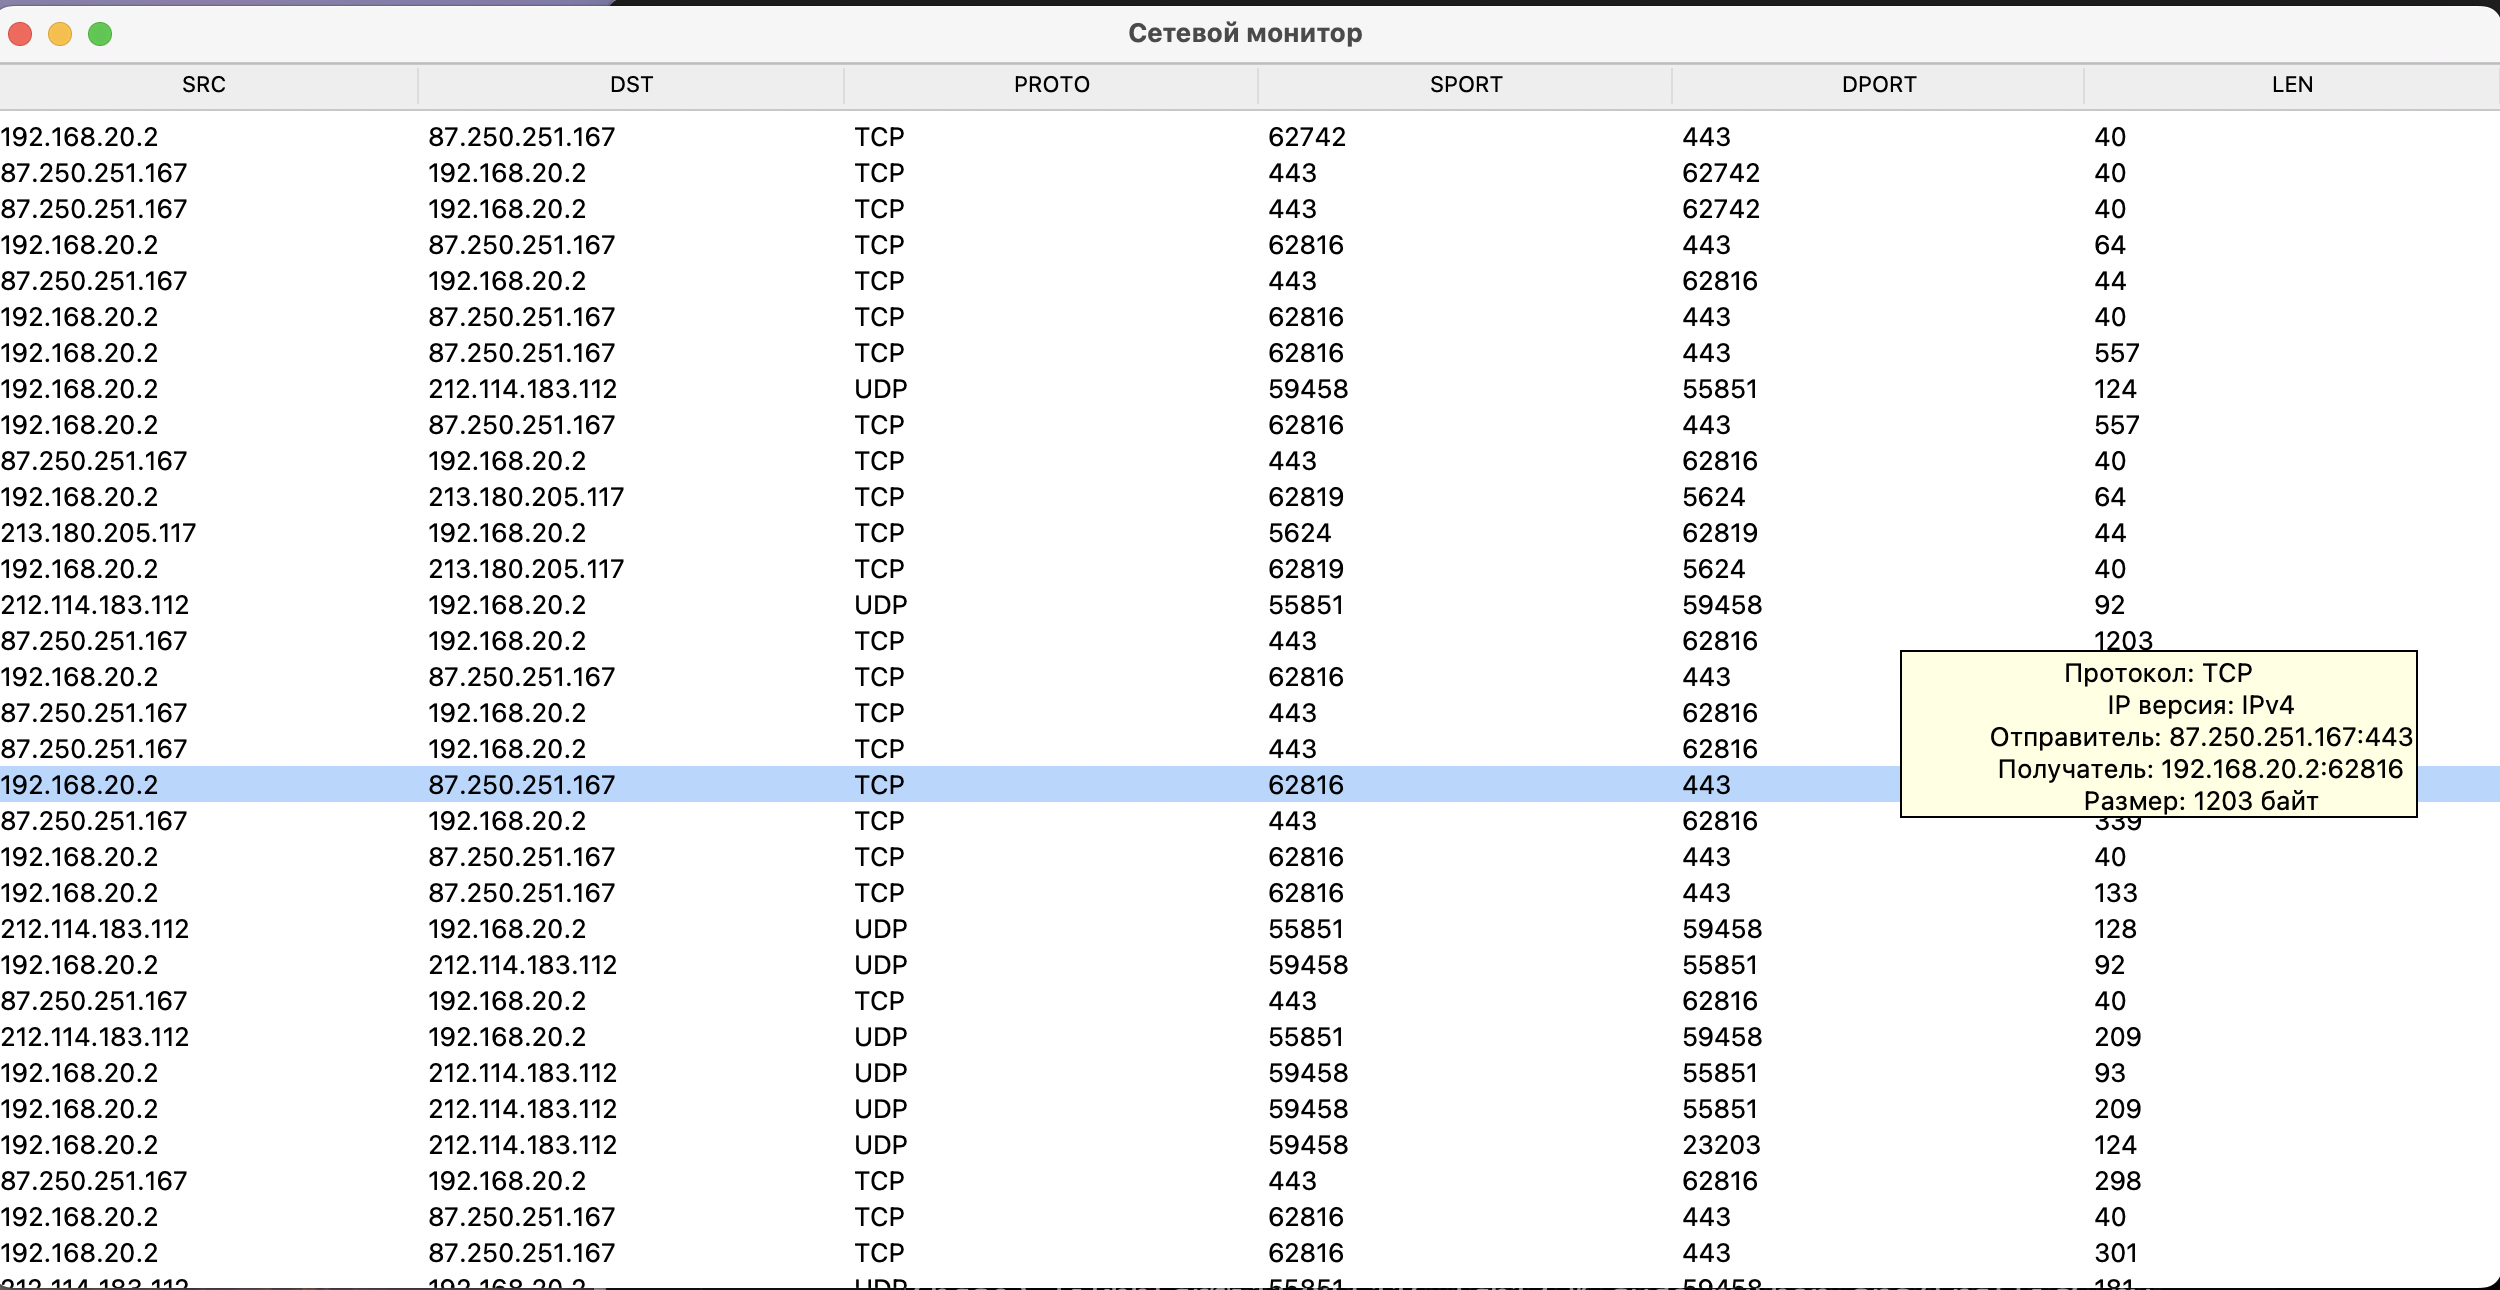 Сетевой монитор
SRC DST PROTO SPORT DPORT LEN
192.168.20.2 87.250.251.167 TCP 62742 443 40
87.250.251.167 192.168.20.2 TCP 443 62742 40
87.250.251.167 192.168.20.2 TCP 443 62742 40
192.168.20.2 87.250.251.167 TCP 62816 443 64
87.250.251.167 192.168.20.2 TCP 443 62816 44
192.168.20.2 87.250.251.167 TCP 62816 443 40
192.168.20.2 87.250.251.167 TCP 62816 443 557
192.168.20.2 212.114.183.112 UDP 59458 55851 124
192.168.20.2 87.250.251.167 TCP 62816 443 557
87.250.251.167 192.168.20.2 TCP 443 62816 40
192.168.20.2 213.180.205.117 TCP 62819 5624 64
213.180.205.117 192.168.20.2 TCP 5624 62819 44
192.168.20.2 213.180.205.117 TCP 62819 5624 40
212.114.183.112 192.168.20.2 UDP 55851 59458 92
87.250.251.167 192.168.20.2 TCP 443 62816 1203
192.168.20.2 87.250.251.167 TCP 62816 443
87.250.251.167 192.168.20.2 TCP 443 62816
87.250.251.167 192.168.20.2 TCP 443 62816
192.168.20.2 87.250.251.167 TCP 62816 443
Протокол: TCP
IP версия: IPv4
Отправитель: 87.250.251.167:443
Получатель: 192.168.20.2:62816
Размер: 1203 байт
87.250.251.167 192.168.20.2 TCP 443 62816 339
192.168.20.2 87.250.251.167 TCP 62816 443 40
192.168.20.2 87.250.251.167 TCP 62816 443 133
212.114.183.112 192.168.20.2 UDP 55851 59458 128
192.168.20.2 212.114.183.112 UDP 59458 55851 92
87.250.251.167 192.168.20.2 TCP 443 62816 40
212.114.183.112 192.168.20.2 UDP 55851 59458 209
192.168.20.2 212.114.183.112 UDP 59458 55851 93
192.168.20.2 212.114.183.112 UDP 59458 55851 209
192.168.20.2 212.114.183.112 UDP 59458 23203 124
87.250.251.167 192.168.20.2 TCP 443 62816 298
192.168.20.2 87.250.251.167 TCP 62816 443 40
192.168.20.2 87.250.251.167 TCP 62816 443 301
212.114.183.112 192.168.20.2 UDP 55851 59458 181